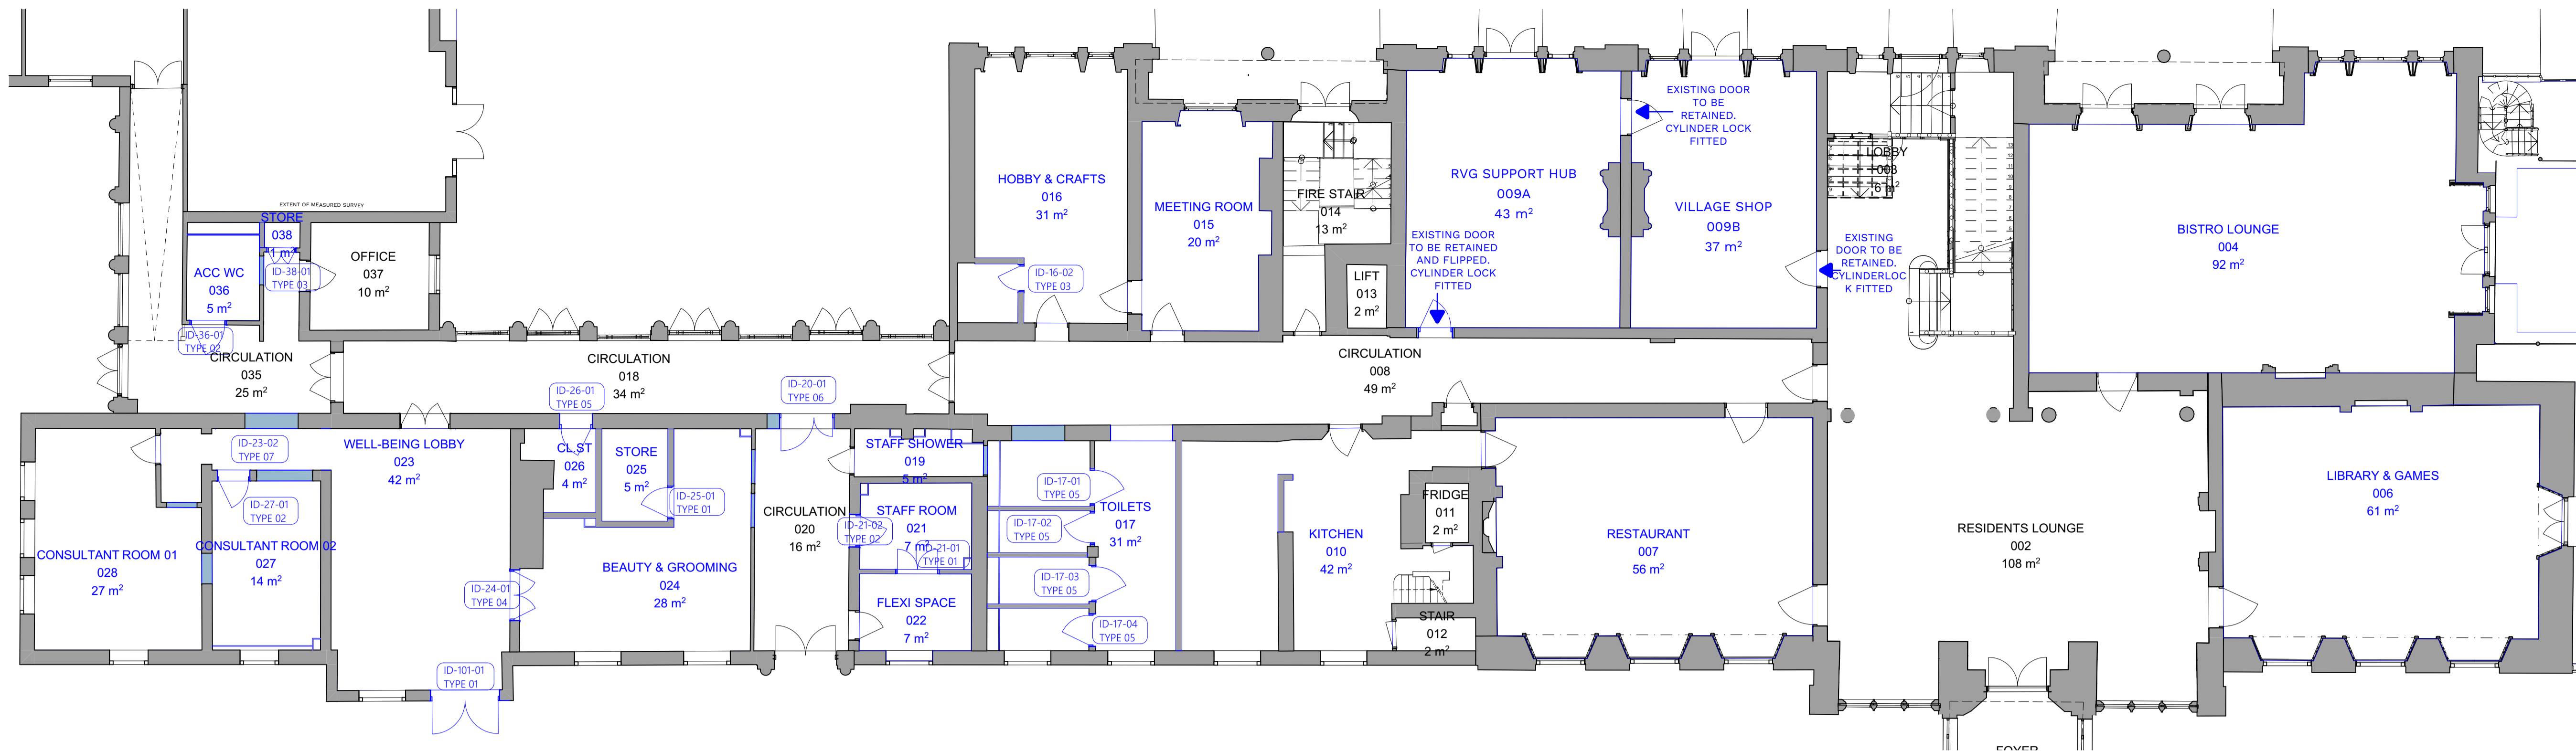 EXTENT OF MEASURED SURVEY
STORE
038
1 m²
ID-38-01
TYPE 03
OFFICE
037
10 m²
ACC WC
036
5 m²
ID-36-01
TYPE 02
CIRCULATION
035
25 m²
CIRCULATION
018
34 m²
ID-26-01
TYPE 05
ID-20-01
TYPE 06
HOBBY & CRAFTS
016
31 m²
ID-16-02
TYPE 03
MEETING ROOM
015
20 m²
FIRE STAIR
014
13 m²
LIFT
013
2 m²
CIRCULATION
008
49 m²
EXISTING DOOR
TO BE RETAINED
AND FLIPPED.
CYLINDER LOCK
FITTED
RVG SUPPORT HUB
009A
43 m²
EXISTING DOOR
TO BE
RETAINED.
CYLINDER LOCK
FITTED
VILLAGE SHOP
009B
37 m²
EXISTING
DOOR TO BE
RETAINED.
CYLINDERLOC
K FITTED
LOBBY
003
6 m²
BISTRO LOUNGE
004
92 m²
ID-23-02
TYPE 07
WELL-BEING LOBBY
023
42 m²
ID-27-01
TYPE 02
CONSULTANT ROOM 01
028
27 m²
CONSULTANT ROOM 02
027
14 m²
ID-101-01
TYPE 01
ID-24-01
TYPE 04
CL ST
026
4 m²
STORE
025
5 m²
ID-25-01
TYPE 01
BEAUTY & GROOMING
024
28 m²
CIRCULATION
020
16 m²
STAFF SHOWER
019
5 m²
STAFF ROOM
021
7 m²
ID-21-02
TYPE 02
ID-21-01
TYPE 01
FLEXI SPACE
022
7 m²
ID-17-01
TYPE 05
ID-17-02
TYPE 05
ID-17-03
TYPE 05
ID-17-04
TYPE 05
TOILETS
017
31 m²
KITCHEN
010
42 m²
FRIDGE
011
2 m²
STAIR
012
2 m²
RESTAURANT
007
56 m²
RESIDENTS LOUNGE
002
108 m²
LIBRARY & GAMES
006
61 m²
FOYER